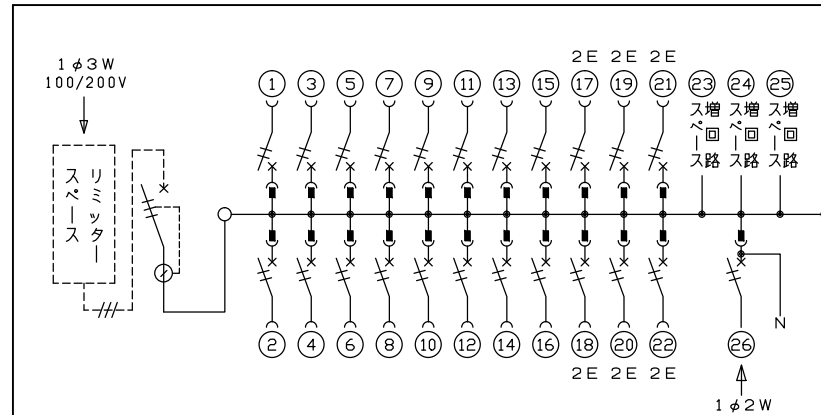 1φ3W
100/200V
リミッター
スペース
2E 2E 2E
1 3 5 7 9 11 13 15 17 19 21 23 24 25
増回路
スペース
増回路
スペース
増回路
スペース
N
2 4 6 8 10 12 14 16 18 20 22 26
2E 2E 2E
1φ2W